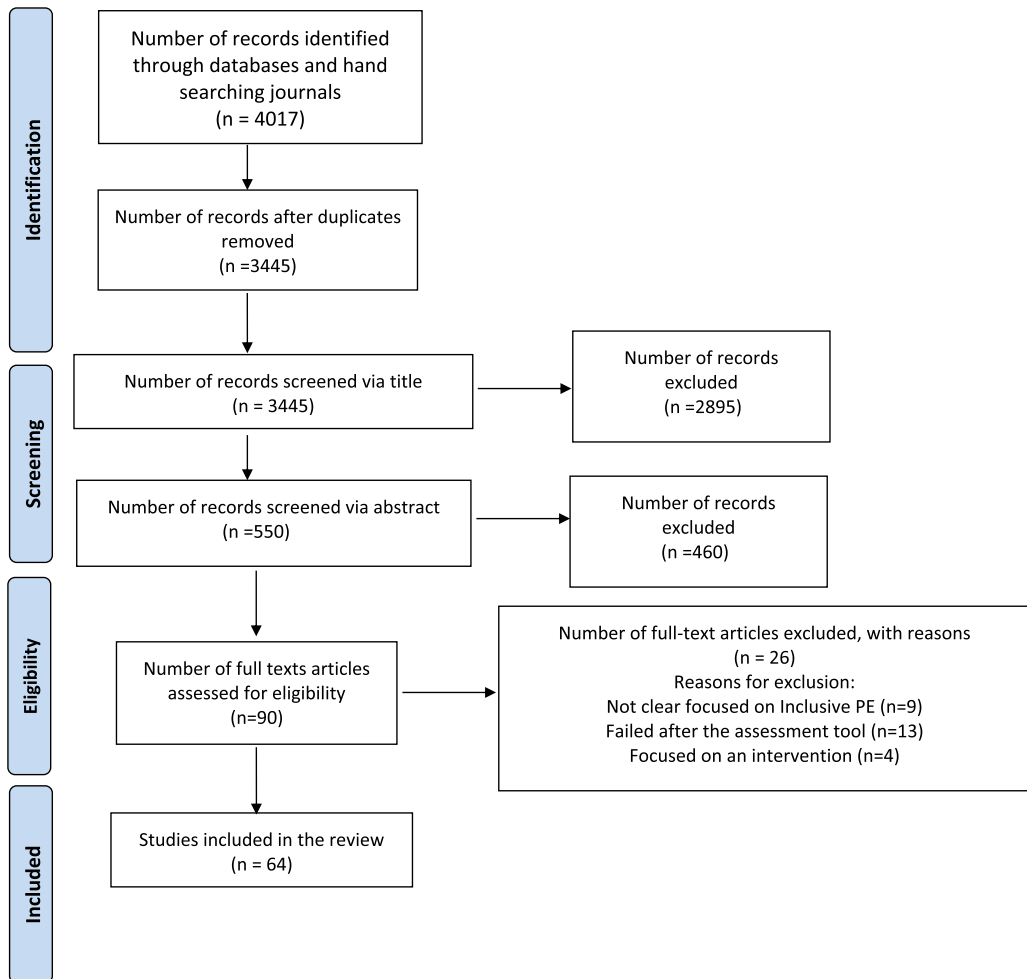 Identification
Number of records identified
through databases and hand
searching journals
(n = 4017)
Number of records after duplicates
removed
(n =3445)
Screening
Number of records screened via title
(n = 3445)
Number of records
excluded
(n =2895)
Number of records screened via abstract
(n =550)
Number of records
excluded
(n =460)
Eligibility
Number of full texts articles
assessed for eligibility
(n=90)
Number of full-text articles excluded, with reasons
(n = 26)
Reasons for exclusion:
Not clear focused on Inclusive PE (n=9)
Failed after the assessment tool (n=13)
Focused on an intervention (n=4)
Included
Studies included in the review
(n = 64)